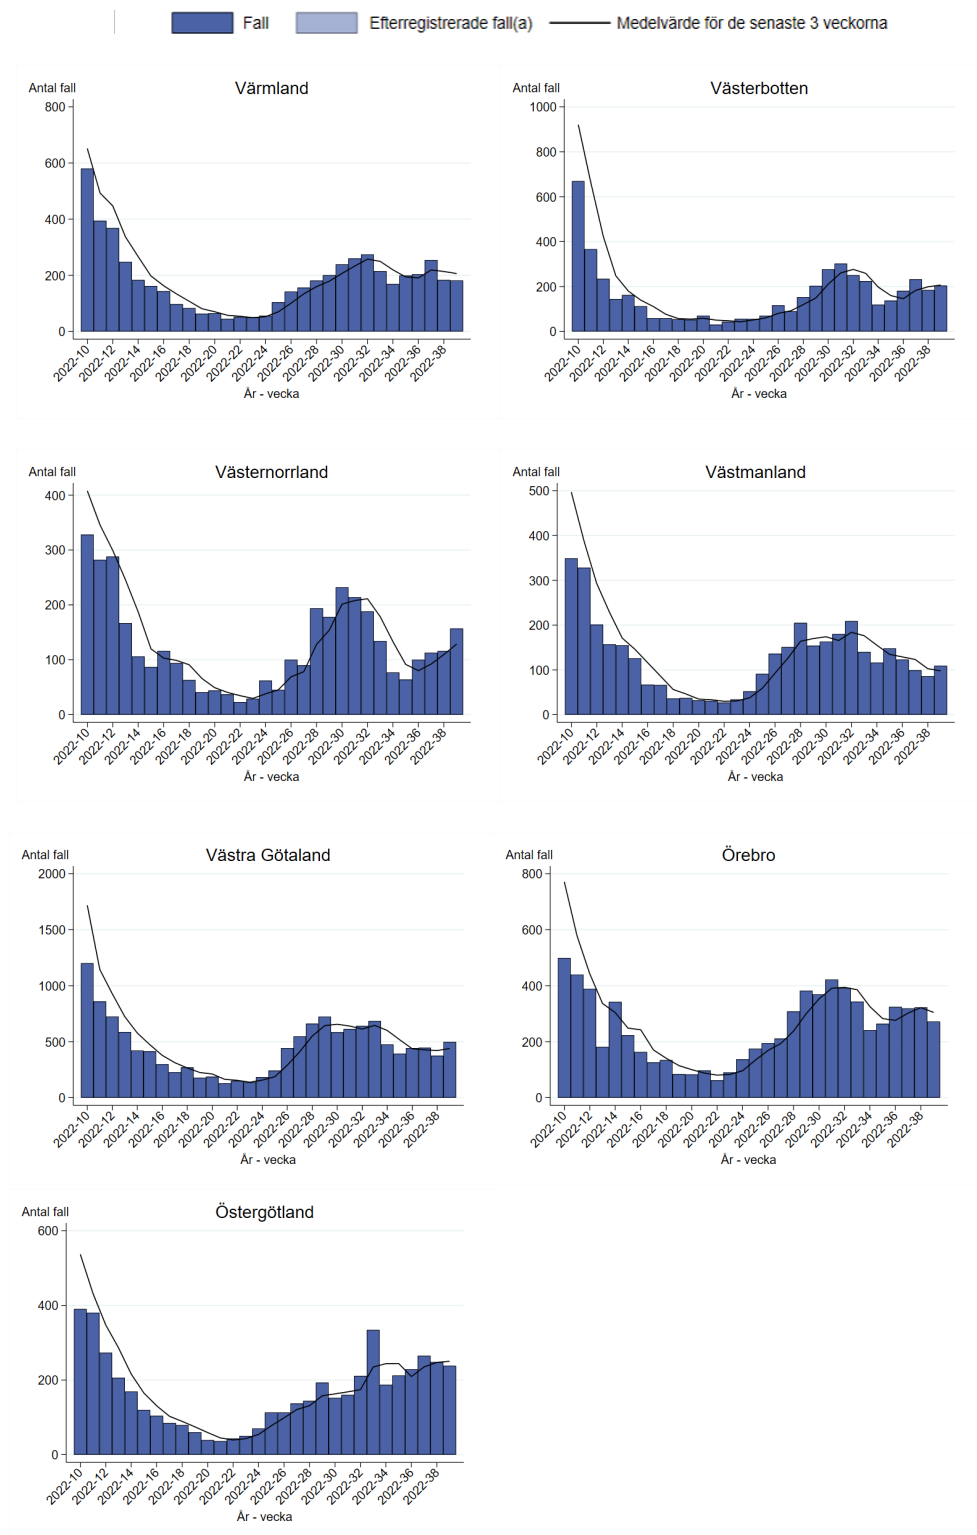 Fall Efterregistrerade fall(a) Medelvärde för de senaste 3 veckorna
Värmland
Antal fall
800
600
400
200
0
2022-10 2022-12 2022-14 2022-16 2022-18 2022-20 2022-22 2022-24 2022-26 2022-28 2022-30 2022-32 2022-34 2022-36 2022-38
År - vecka
Västerbotten
Antal fall
1000
800
600
400
200
0
2022-10 2022-12 2022-14 2022-16 2022-18 2022-20 2022-22 2022-24 2022-26 2022-28 2022-30 2022-32 2022-34 2022-36 2022-38
År - vecka
Västernorrland
Antal fall
400
300
200
100
0
2022-10 2022-12 2022-14 2022-16 2022-18 2022-20 2022-22 2022-24 2022-26 2022-28 2022-30 2022-32 2022-34 2022-36 2022-38
År - vecka
Västmanland
Antal fall
500
400
300
200
100
0
2022-10 2022-12 2022-14 2022-16 2022-18 2022-20 2022-22 2022-24 2022-26 2022-28 2022-30 2022-32 2022-34 2022-36 2022-38
År - vecka
Västra Götaland
Antal fall
2000
1500
1000
500
0
2022-10 2022-12 2022-14 2022-16 2022-18 2022-20 2022-22 2022-24 2022-26 2022-28 2022-30 2022-32 2022-34 2022-36 2022-38
År - vecka
Örebro
Antal fall
800
600
400
200
0
2022-10 2022-12 2022-14 2022-16 2022-18 2022-20 2022-22 2022-24 2022-26 2022-28 2022-30 2022-32 2022-34 2022-36 2022-38
År - vecka
Östergötland
Antal fall
600
400
200
0
2022-10 2022-12 2022-14 2022-16 2022-18 2022-20 2022-22 2022-24 2022-26 2022-28 2022-30 2022-32 2022-34 2022-36 2022-38
År - vecka